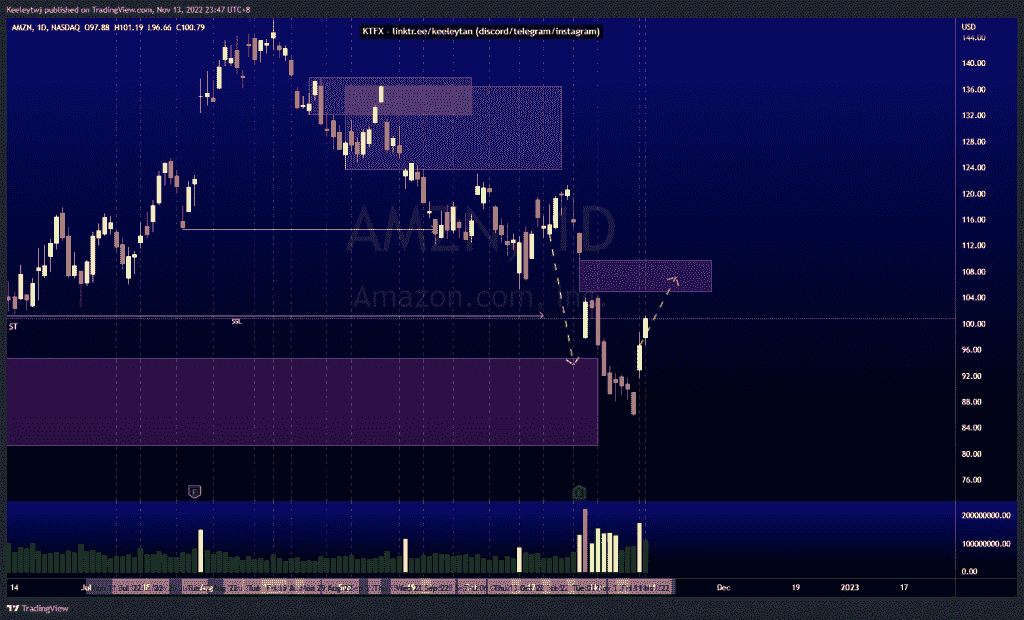 Keeleytwj published on TradingView.com, Nov 13, 2022 23:47 UTC+8
AMZN, 1D, NASDAQ O97.88 H101.19 L96.66 C100.79
KTFX - linktr.ee/keeleytan (discord/telegram/instagram)
USD
144.00
140.00
136.00
132.00
128.00
124.00
120.00
116.00
112.00
108.00
104.00
100.00
96.00
92.00
88.00
84.00
80.00
76.00
AMZN, 1D
Amazon.com, Inc.
ST
SSL
E
E
200000000.00
100000000.00
0.00
14 Jul Aug Dec 19 2023 17
TradingView